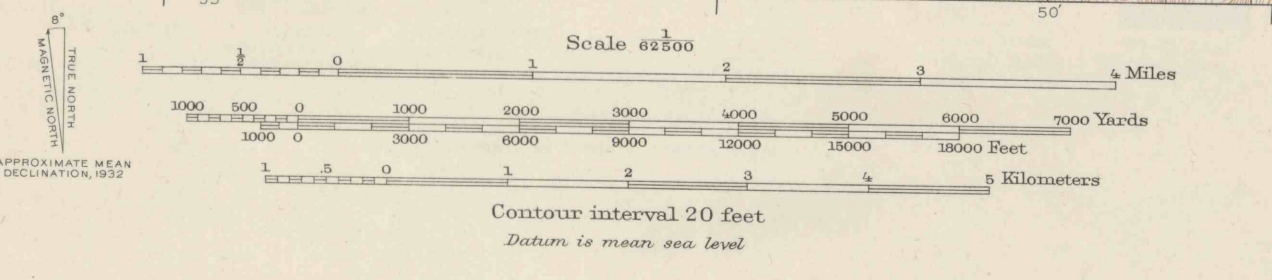 50'
8°
TRUE NORTH
MAGNETIC NORTH
APPROXIMATE MEAN
DECLINATION, 1932
Scale 1/62500
1 ½ 0 1 2 3 4 Miles
1000 500 0 1000 2000 3000 4000 5000 6000 7000 Yards
1000 0 3000 6000 9000 12000 15000 18000 Feet
1 .5 0 1 2 3 4 5 Kilometers
Contour interval 20 feet
Datum is mean sea level